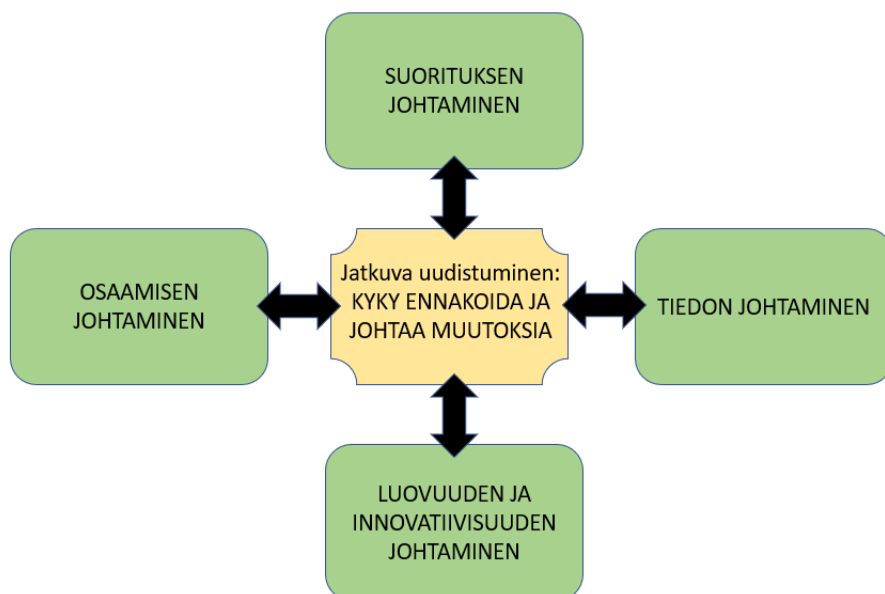 SUORITUKSEN
JOHTAMINEN
OSAAMISEN
JOHTAMINEN
Jatkuva uudistuminen:
KYKY ENNAKOIDA JA
JOHTAA MUUTOKSIA
TIEDON JOHTAMINEN
LUOVUUDEN JA
INNOVATIIVISUUDEN
JOHTAMINEN